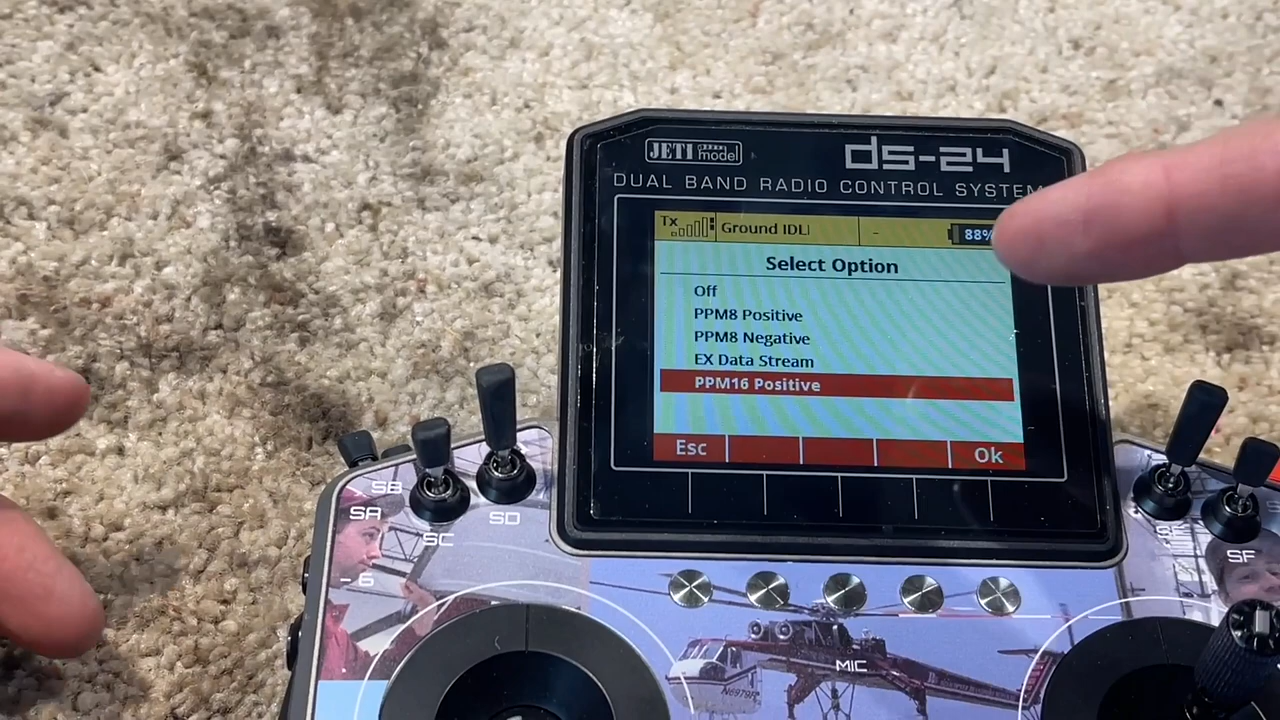 JETI model
ds-24
DUAL BAND RADIO CONTROL SYSTEM
Tx
Ground IDL
-
88%
Select Option
Off
PPM8 Positive
PPM8 Negative
EX Data Stream
PPM16 Positive
Esc
Ok
SB
SA
SC
SD
SF
- 6
MIC